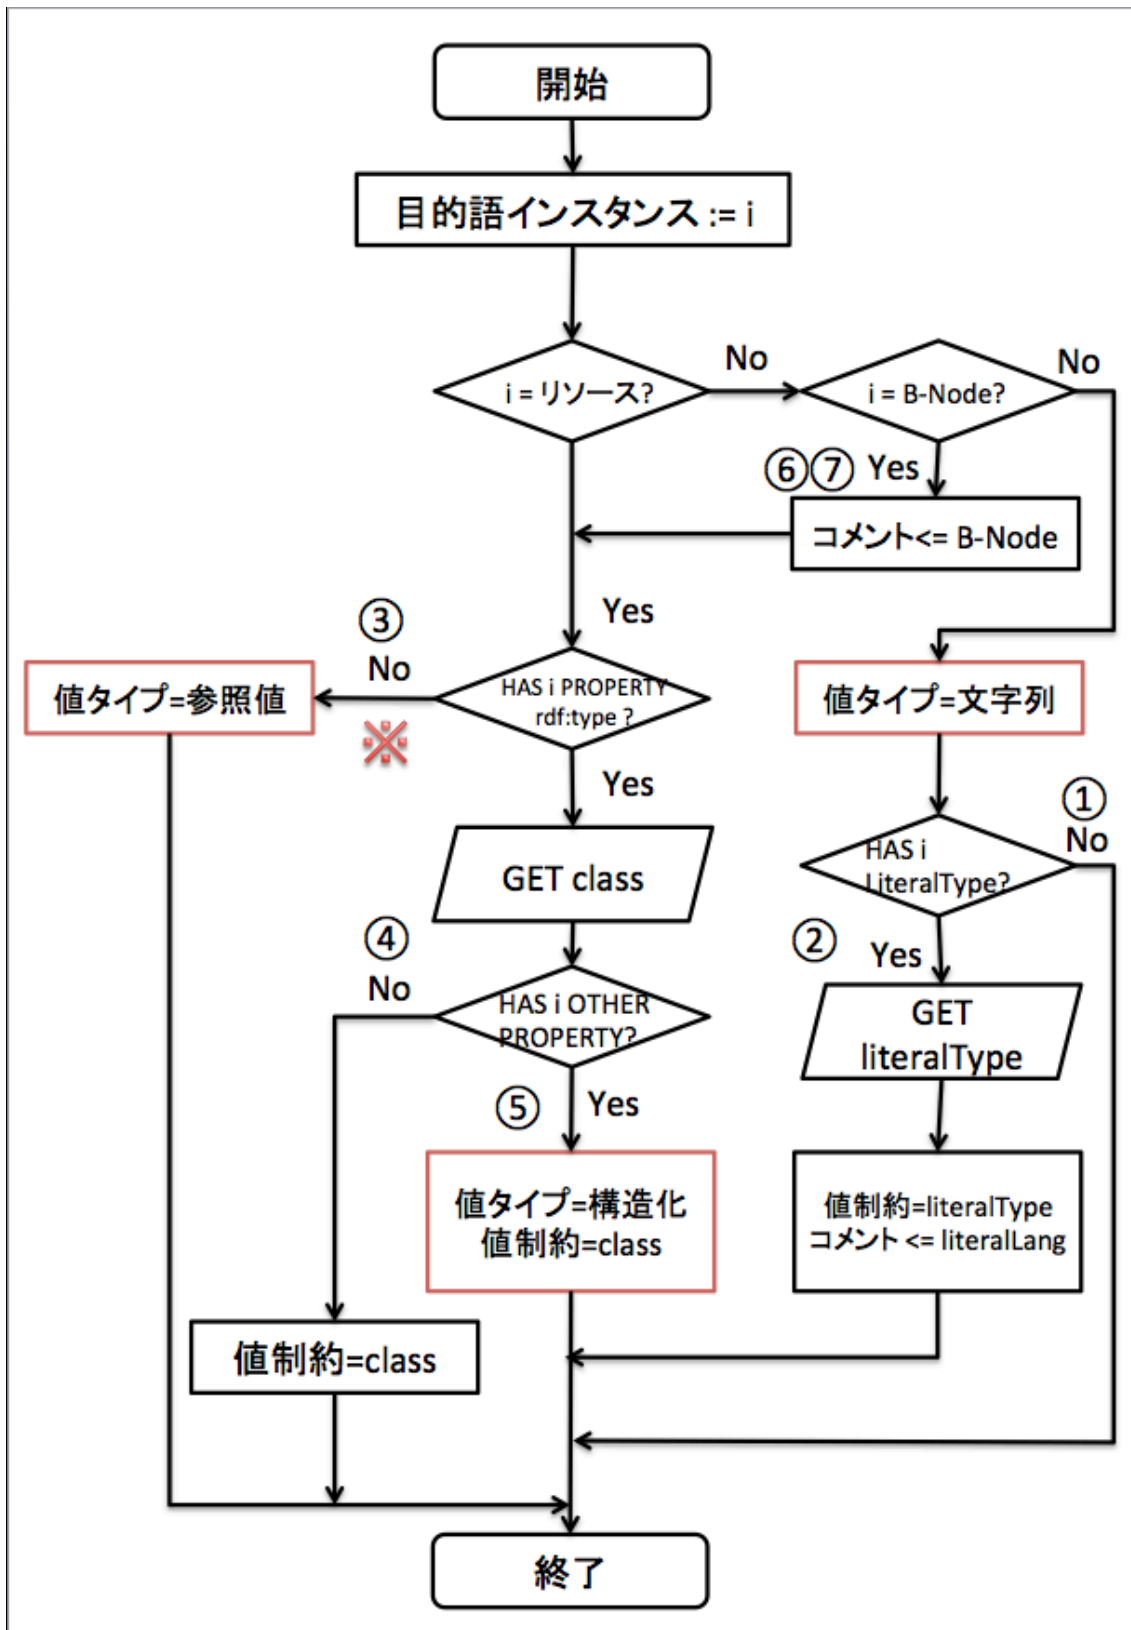 開始
目的語インスタンス := i
i = リソース?
No
i = B-Node?
No
⑥⑦ Yes
コメント<= B-Node
Yes
③
No
値タイプ=参照値
※
HAS i PROPERTY
rdf:type ?
値タイプ=文字列
Yes
①
No
HAS i
LiteralType?
GET class
② Yes
④
No
HAS i OTHER
PROPERTY?
GET
literalType
⑤ Yes
値タイプ=構造化
値制約=class
値制約=literalType
コメント <= literalLang
値制約=class
終了